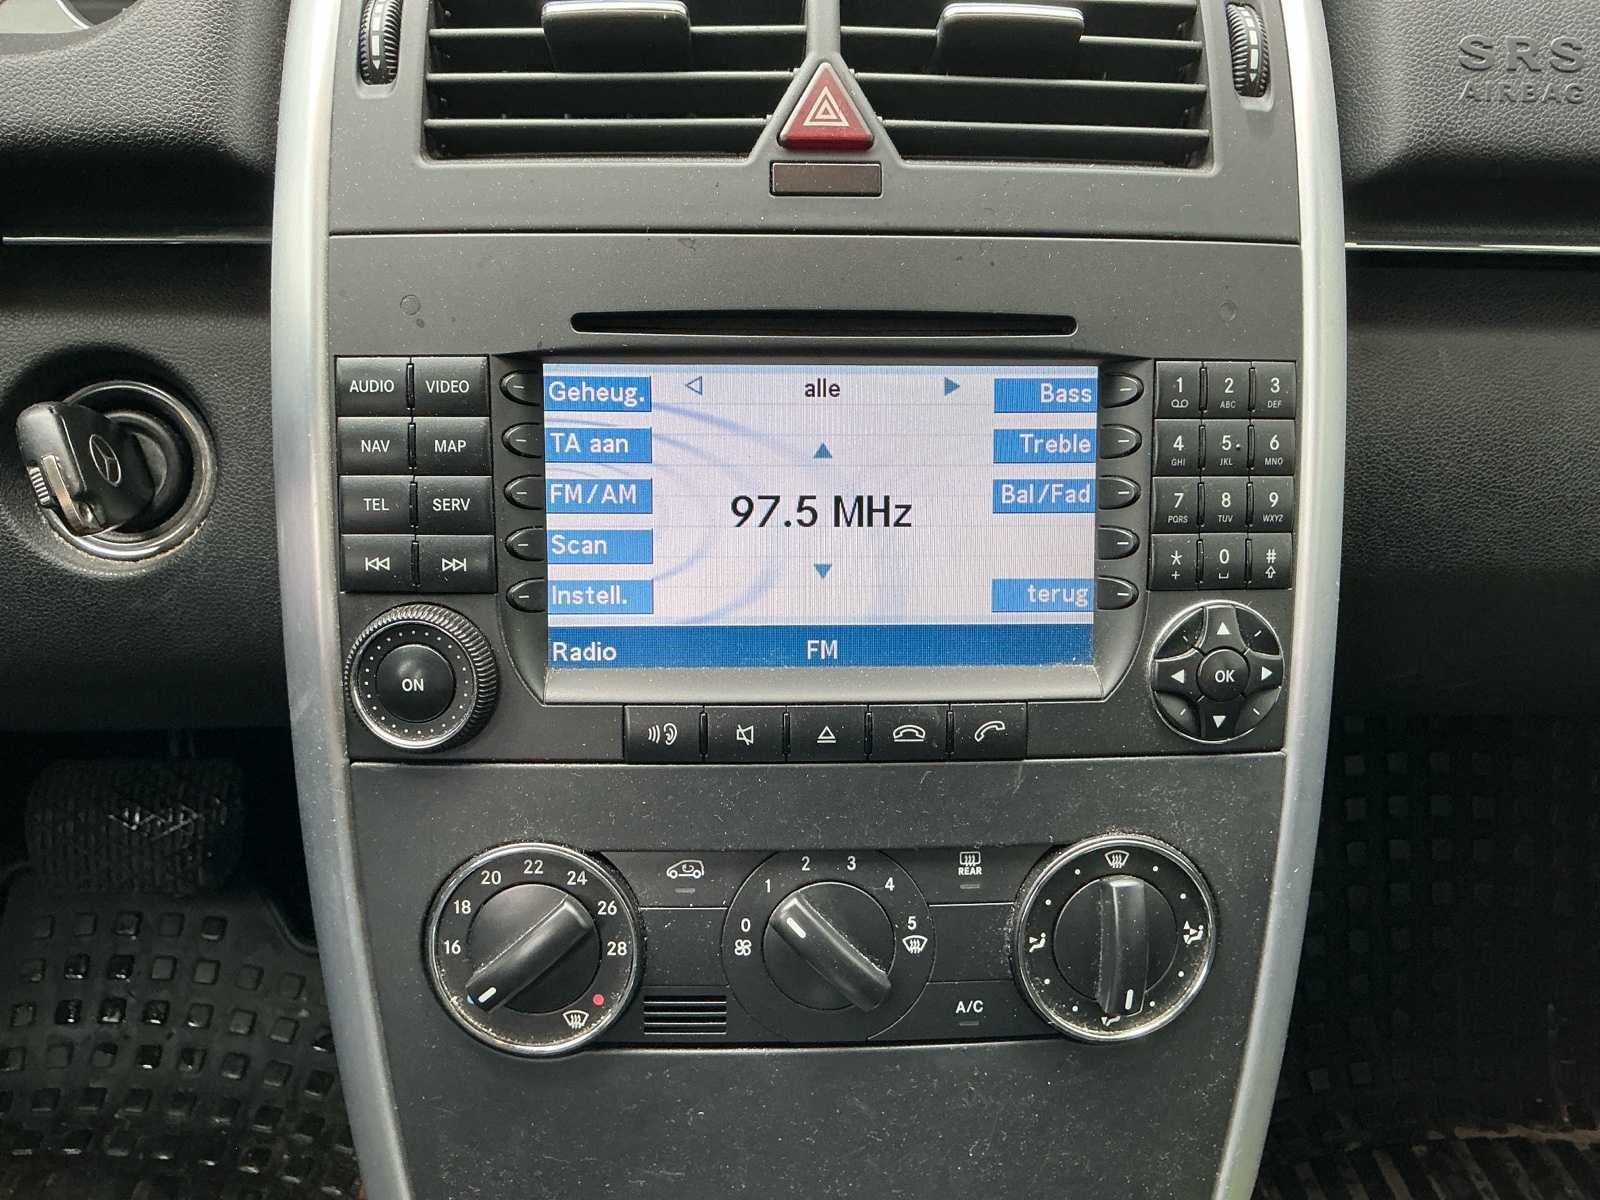 SRS
AIRBAG
AUDIO VIDEO
NAV MAP
TEL SERV
ON
Geheug. alle Bass
TA aan Treble
FM/AM 97.5 MHz Bal/Fad
Scan
Instell. terug
Radio FM
1 2 ABC 3 DEF
4 GHI 5 JKL 6 MNO
7 PQRS 8 TUV 9 WXYZ
* + 0 #
OK
16 18 20 22 24 26 28
0 1 2 3 4 5
REAR
A/C